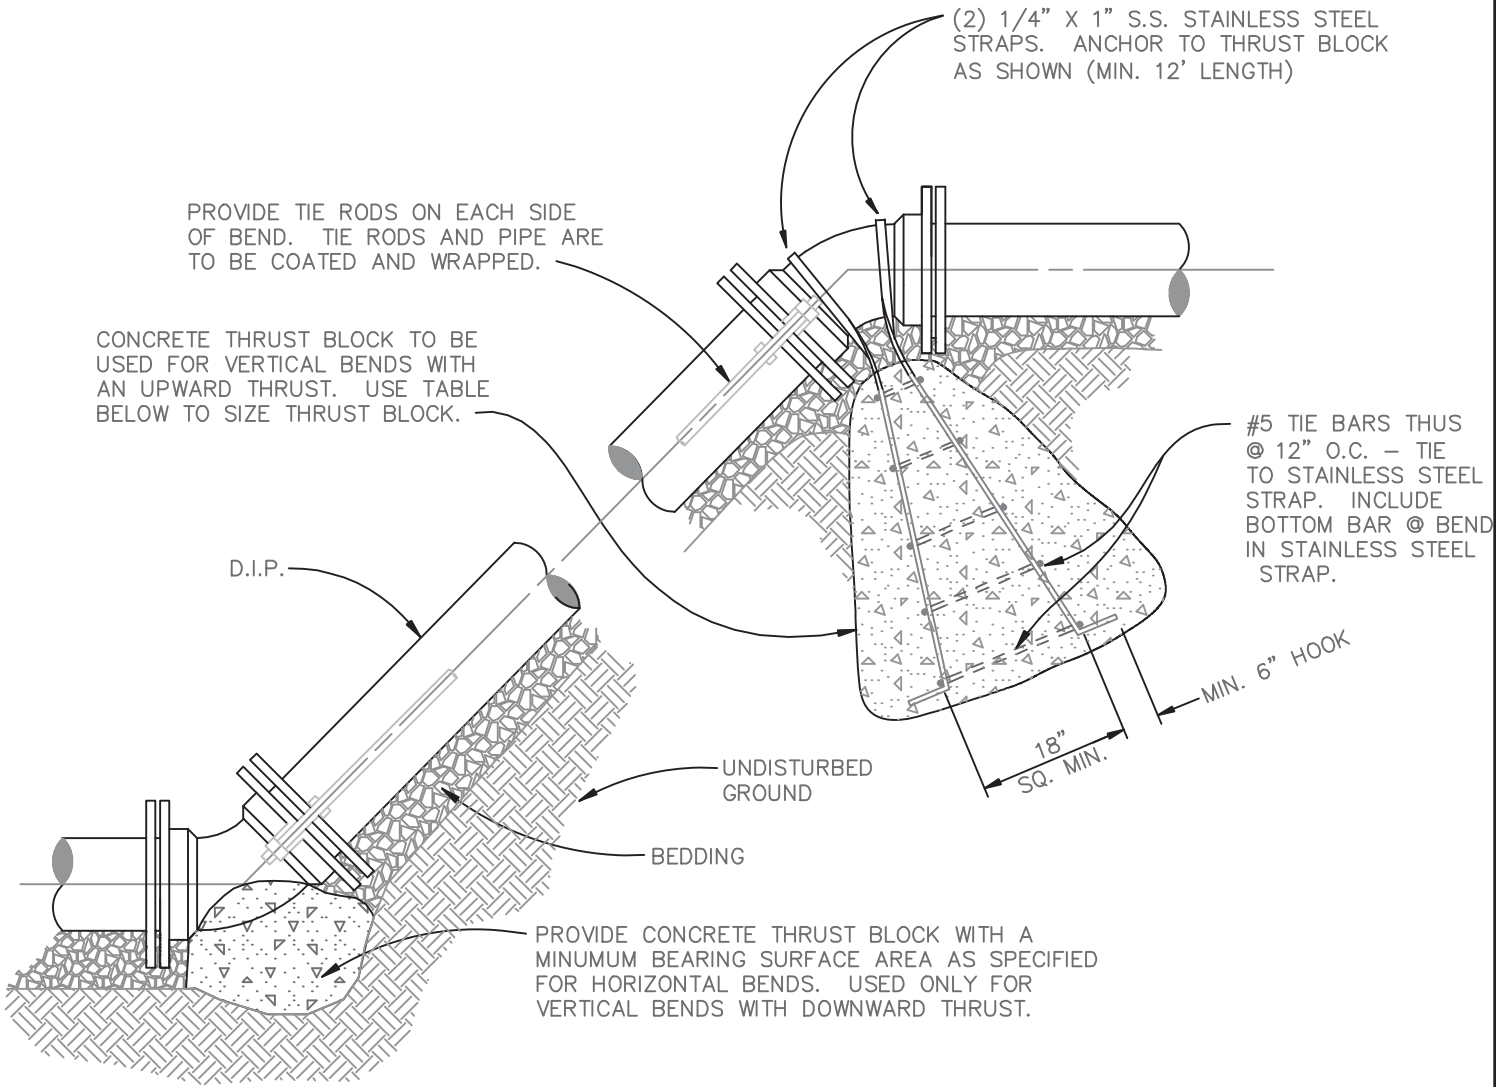 (2) 1/4" X 1" S.S. STAINLESS STEEL
STRAPS. ANCHOR TO THRUST BLOCK
AS SHOWN (MIN. 12' LENGTH)
PROVIDE TIE RODS ON EACH SIDE
OF BEND. TIE RODS AND PIPE ARE
TO BE COATED AND WRAPPED.
CONCRETE THRUST BLOCK TO BE
USED FOR VERTICAL BENDS WITH
AN UPWARD THRUST. USE TABLE
BELOW TO SIZE THRUST BLOCK.
#5 TIE BARS THUS
@ 12" O.C. – TIE
TO STAINLESS STEEL
STRAP. INCLUDE
BOTTOM BAR @ BEND
IN STAINLESS STEEL
STRAP.
D.I.P.
MIN. 6" HOOK
18"
SQ. MIN.
UNDISTURBED
GROUND
BEDDING
PROVIDE CONCRETE THRUST BLOCK WITH A
MINUMUM BEARING SURFACE AREA AS SPECIFIED
FOR HORIZONTAL BENDS. USED ONLY FOR
VERTICAL BENDS WITH DOWNWARD THRUST.